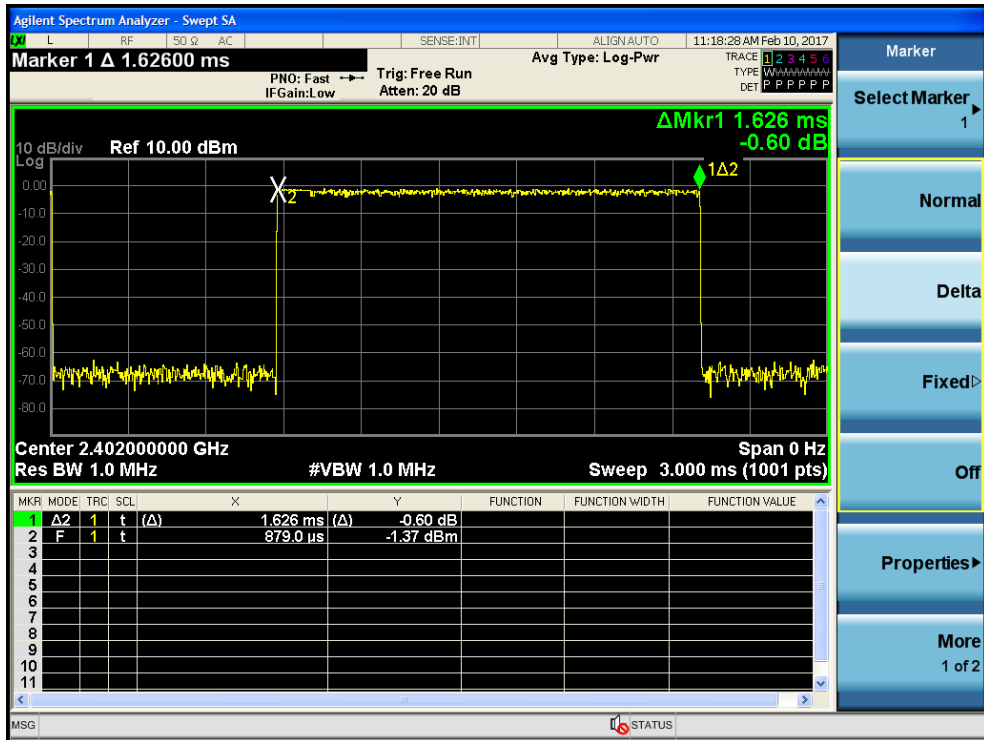 Agilent Spectrum Analyzer - Swept SA
LXI L RF 50 Ω AC SENSE:INT ALIGN AUTO 11:18:28 AM Feb 10, 2017
Marker 1 Δ 1.62600 ms
PNO: Fast
IFGain:Low
Trig: Free Run
Atten: 20 dB
Avg Type: Log-Pwr
TRACE 1 2 3 4 5 6
TYPE W
DET P P P P P P
ΔMkr1 1.626 ms
-0.60 dB
10 dB/div Ref 10.00 dBm
Log
0.00
-10.0
-20.0
-30.0
-40.0
-50.0
-60.0
-70.0
-80.0
2
1Δ2
Center 2.402000000 GHz Span 0 Hz
Res BW 1.0 MHz #VBW 1.0 MHz Sweep 3.000 ms (1001 pts)
MKR MODE TRC SCL X Y FUNCTION FUNCTION WIDTH FUNCTION VALUE
1 Δ2 1 t (Δ) 1.626 ms (Δ) -0.60 dB
2 F 1 t 879.0 µs -1.37 dBm
3
4
5
6
7
8
9
10
11
MSG STATUS
Marker
Select Marker
1
Normal
Delta
Fixed
Off
Properties
More
1 of 2